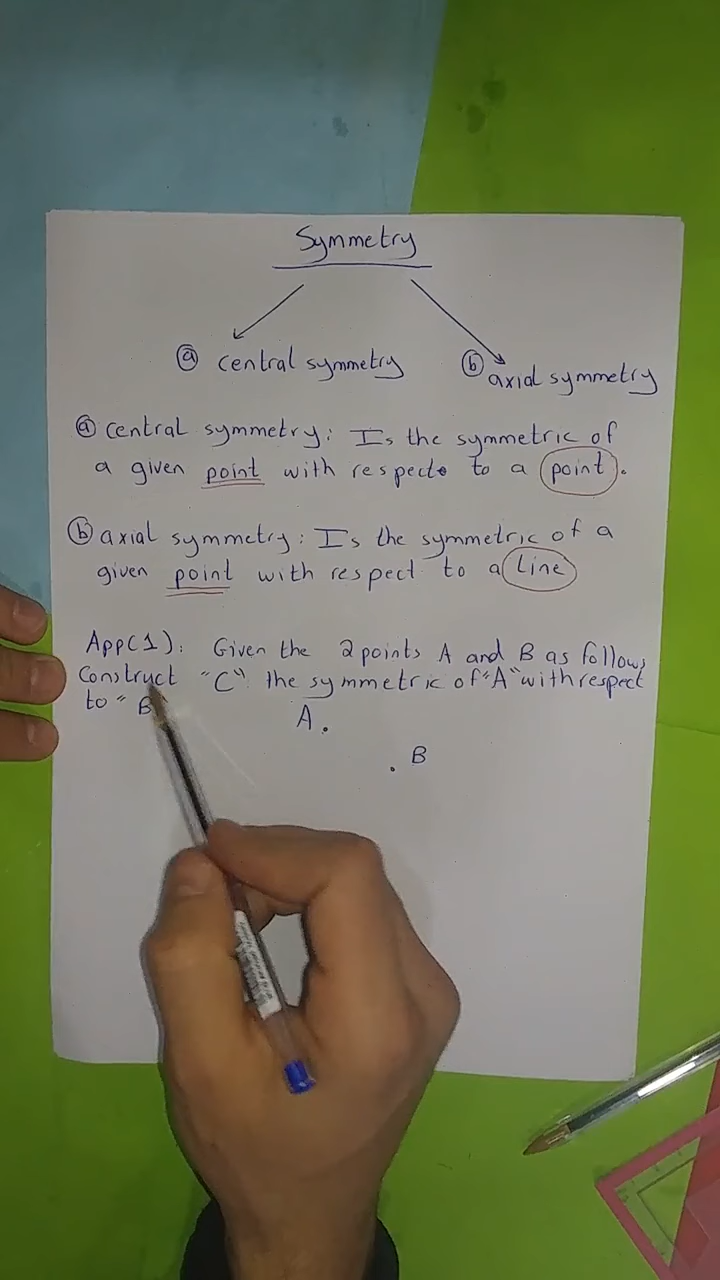 Symmetry
ⓐ central symmetry
ⓑ axial symmetry
ⓐ central symmetry: Is the symmetric of
a given point with respect to a point.
ⓑ axial symmetry: Is the symmetric of a
given point with respect to a Line
App(1): Given the 2 points A and B as follow,
Construct "C" the symmetric of "A" with respect
to " B
A.
. B